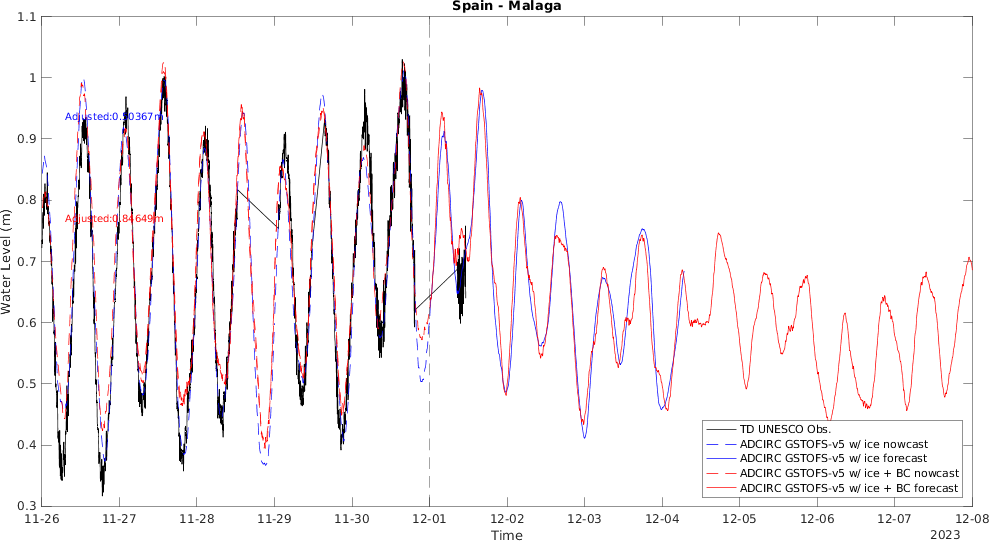 Spain - Malaga
Water Level (m)
1.1
1
0.9
0.8
0.7
0.6
0.5
0.4
0.3
Adjusted:0.90367m
Adjusted:0.84649m
TD UNESCO Obs.
ADCIRC GSTOFS-v5 w/ ice nowcast
ADCIRC GSTOFS-v5 w/ ice forecast
ADCIRC GSTOFS-v5 w/ ice + BC nowcast
ADCIRC GSTOFS-v5 w/ ice + BC forecast
11-26 11-27 11-28 11-29 11-30 12-01 12-02 12-03 12-04 12-05 12-06 12-07 12-08
Time
2023